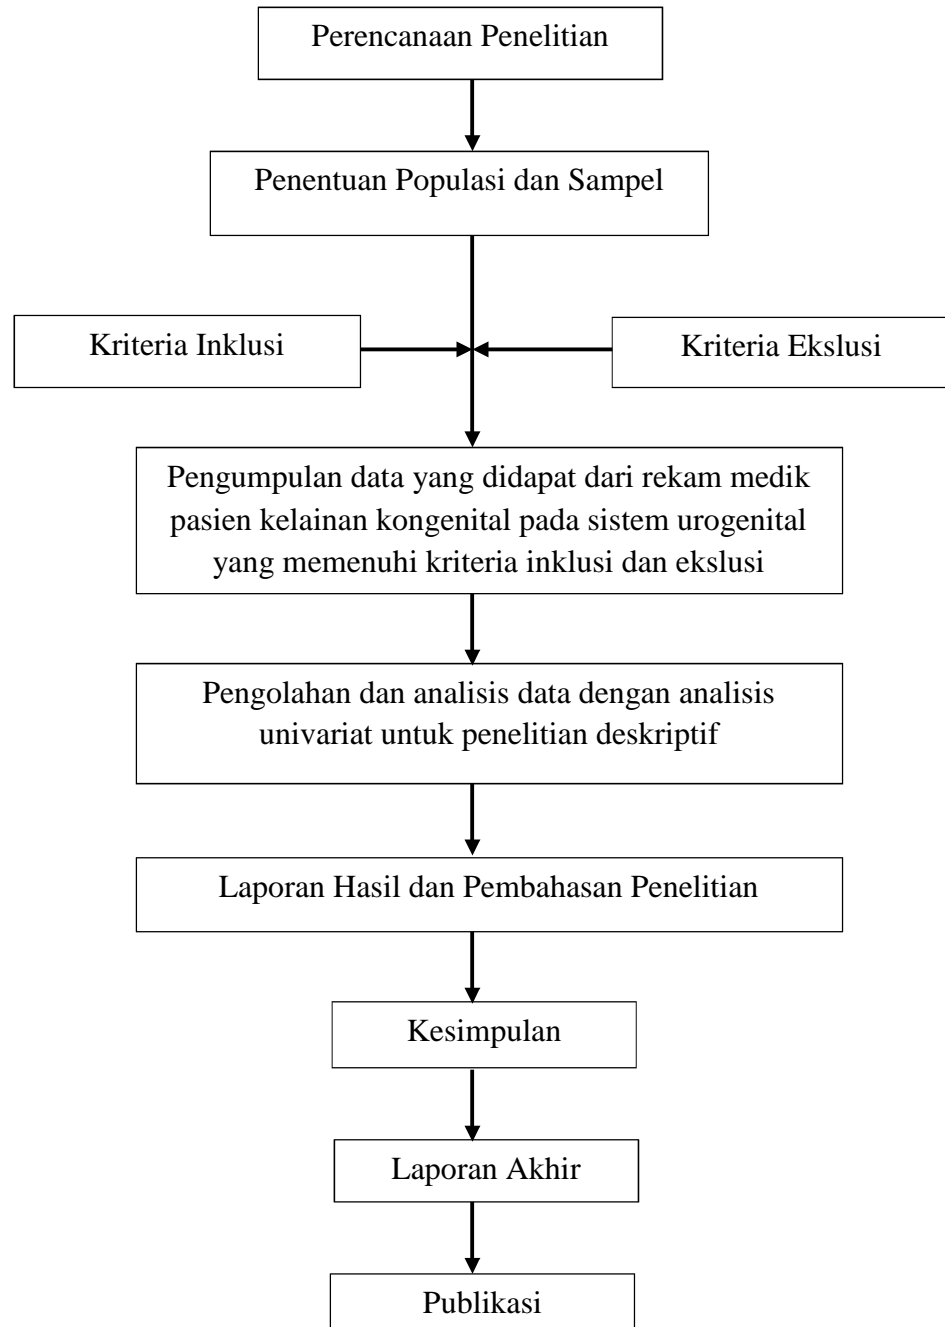 Perencanaan Penelitian
Penentuan Populasi dan Sampel
Kriteria Inklusi
Kriteria Ekslusi
Pengumpulan data yang didapat dari rekam medik
pasien kelainan kongenital pada sistem urogenital
yang memenuhi kriteria inklusi dan ekslusi
Pengolahan dan analisis data dengan analisis
univariat untuk penelitian deskriptif
Laporan Hasil dan Pembahasan Penelitian
Kesimpulan
Laporan Akhir
Publikasi